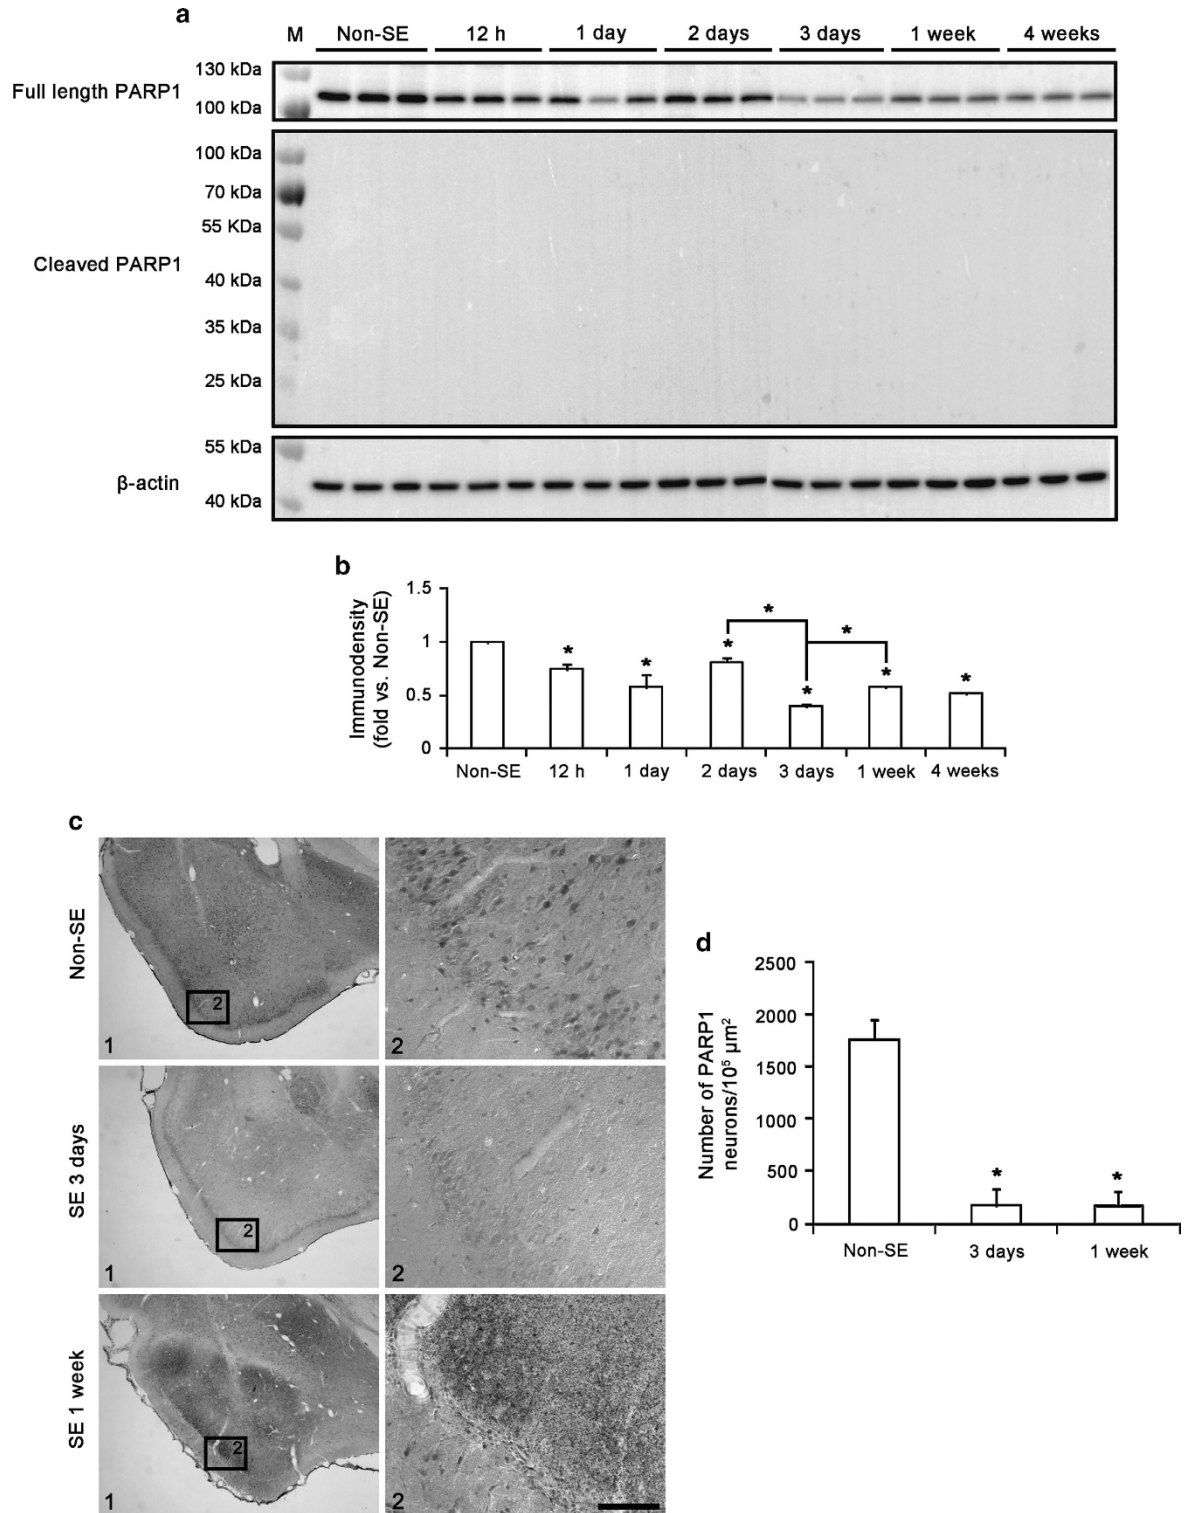 a
M Non-SE 12 h 1 day 2 days 3 days 1 week 4 weeks
130 kDa
Full length PARP1
100 kDa
100 kDa
70 kDa
55 KDa
Cleaved PARP1
40 kDa
35 kDa
25 kDa
55 kDa
β-actin
40 kDa
b
Immunodensity
(fold vs. Non-SE)
1.5
1
0.5
0
* * * * * * * *
Non-SE 12 h 1 day 2 days 3 days 1 week 4 weeks
c
Non-SE
2
1
2
SE 3 days
2
1
2
SE 1 week
2
1
2
d
Number of PARP1
neurons/10⁵ µm²
2500
2000
1500
1000
500
0
* *
Non-SE 3 days 1 week